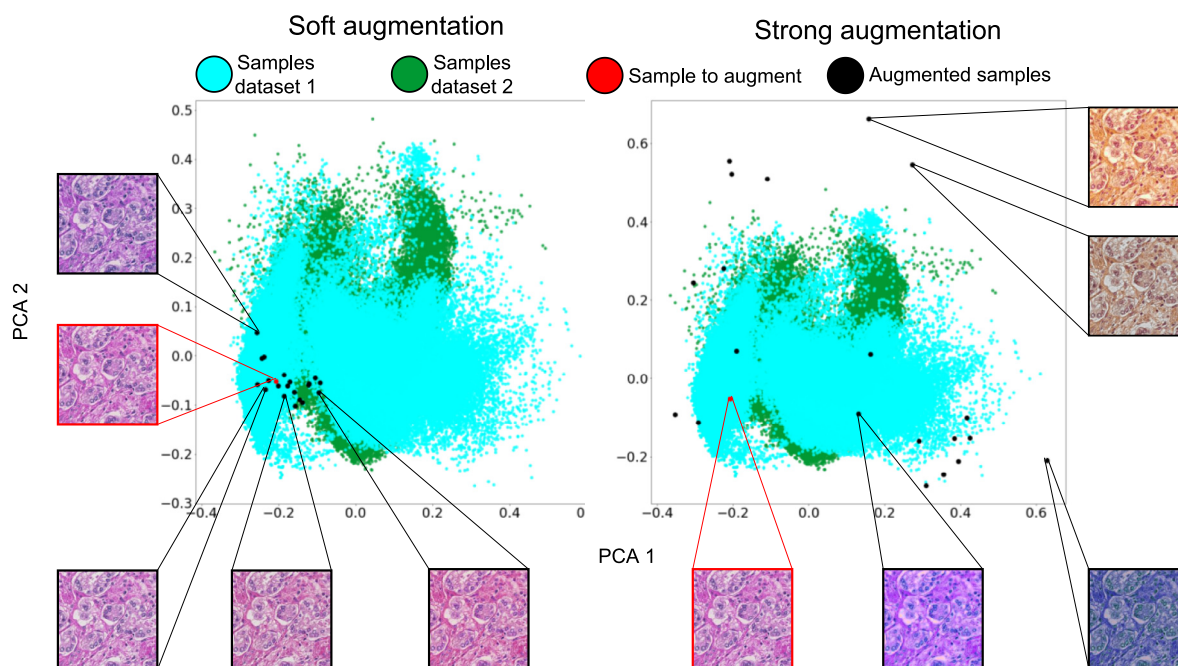 Soft augmentation
Strong augmentation
Samples
dataset 1
Samples
dataset 2
Sample to augment
Augmented samples
PCA 2
0.5
0.4
0.3
0.2
0.1
0.0
−0.1
−0.2
−0.3
−0.4
−0.2
0.0
0.2
0.4
0
0.6
0.4
0.2
0.0
−0.2
−0.4
−0.2
0.0
0.2
0.4
0.6
PCA 1